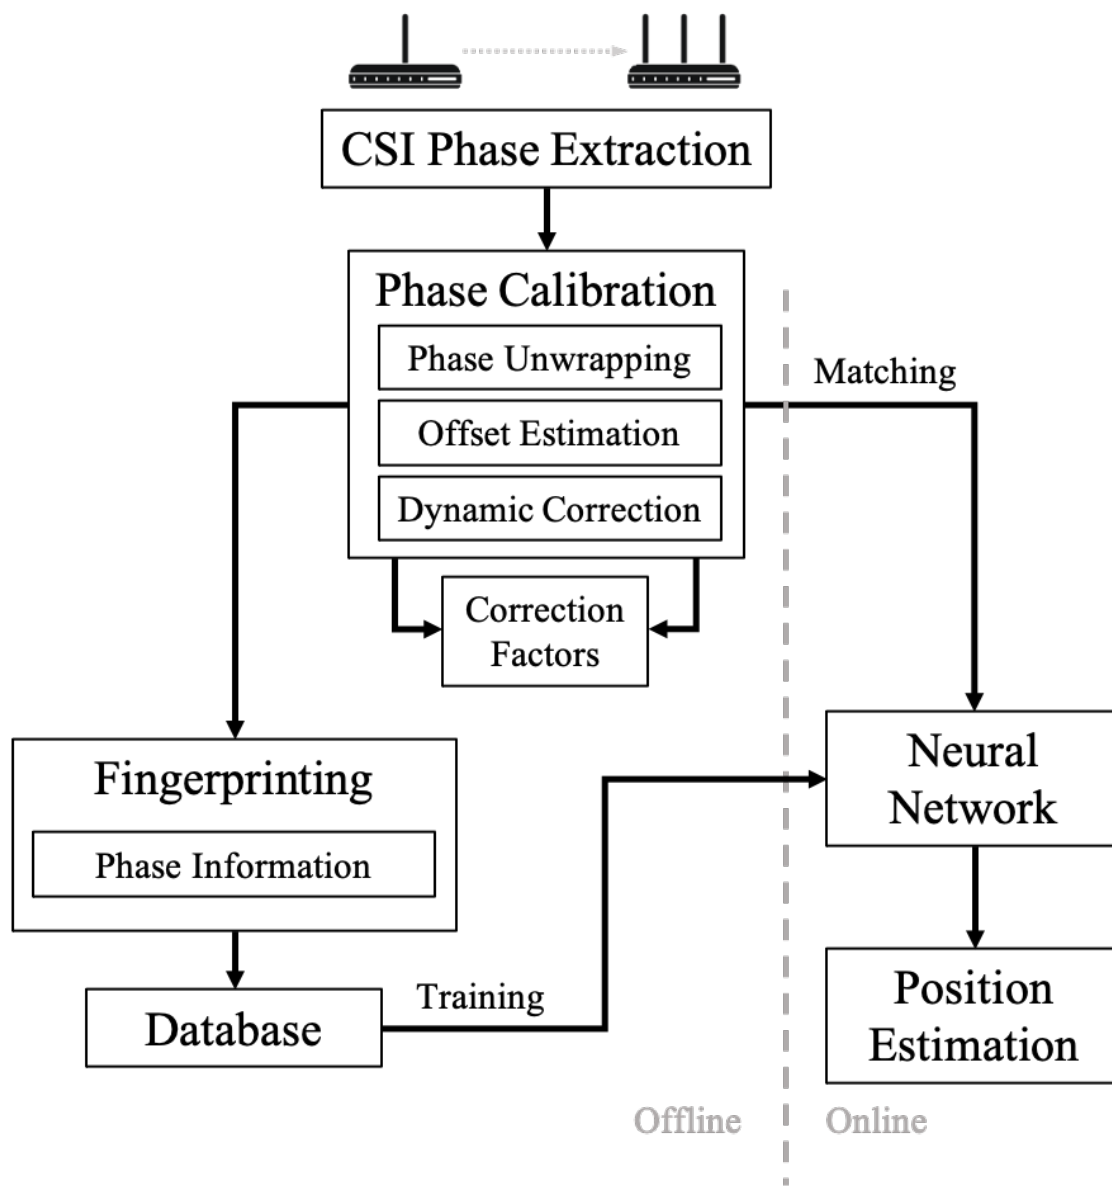 CSI Phase Extraction
Phase Calibration
Phase Unwrapping
Offset Estimation
Dynamic Correction
Matching
Correction
Factors
Fingerprinting
Phase Information
Neural
Network
Database
Training
Position
Estimation
Offline
Online